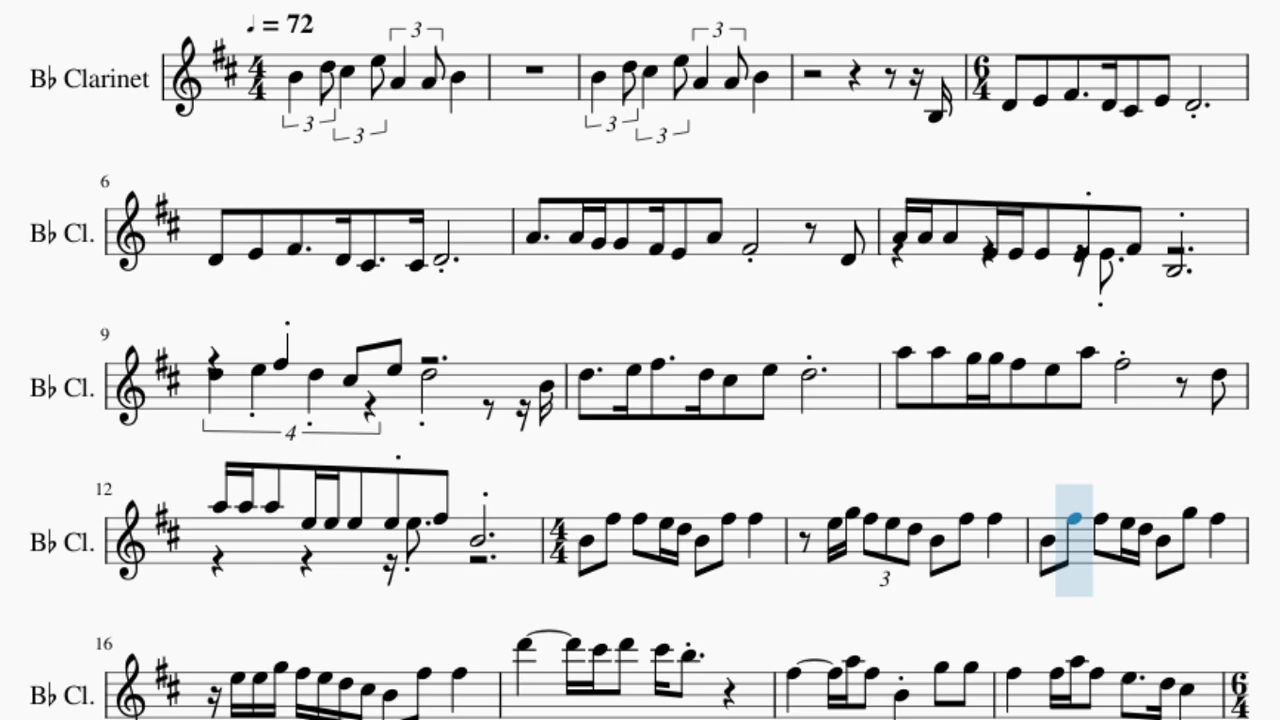 ♩ = 72
3 3
B♭ Clarinet 4/4 6/4
3 3 3 3
6
B♭ Cl.
9
B♭ Cl.
4
12
B♭ Cl. 4/4
3
16
B♭ Cl. 6/4